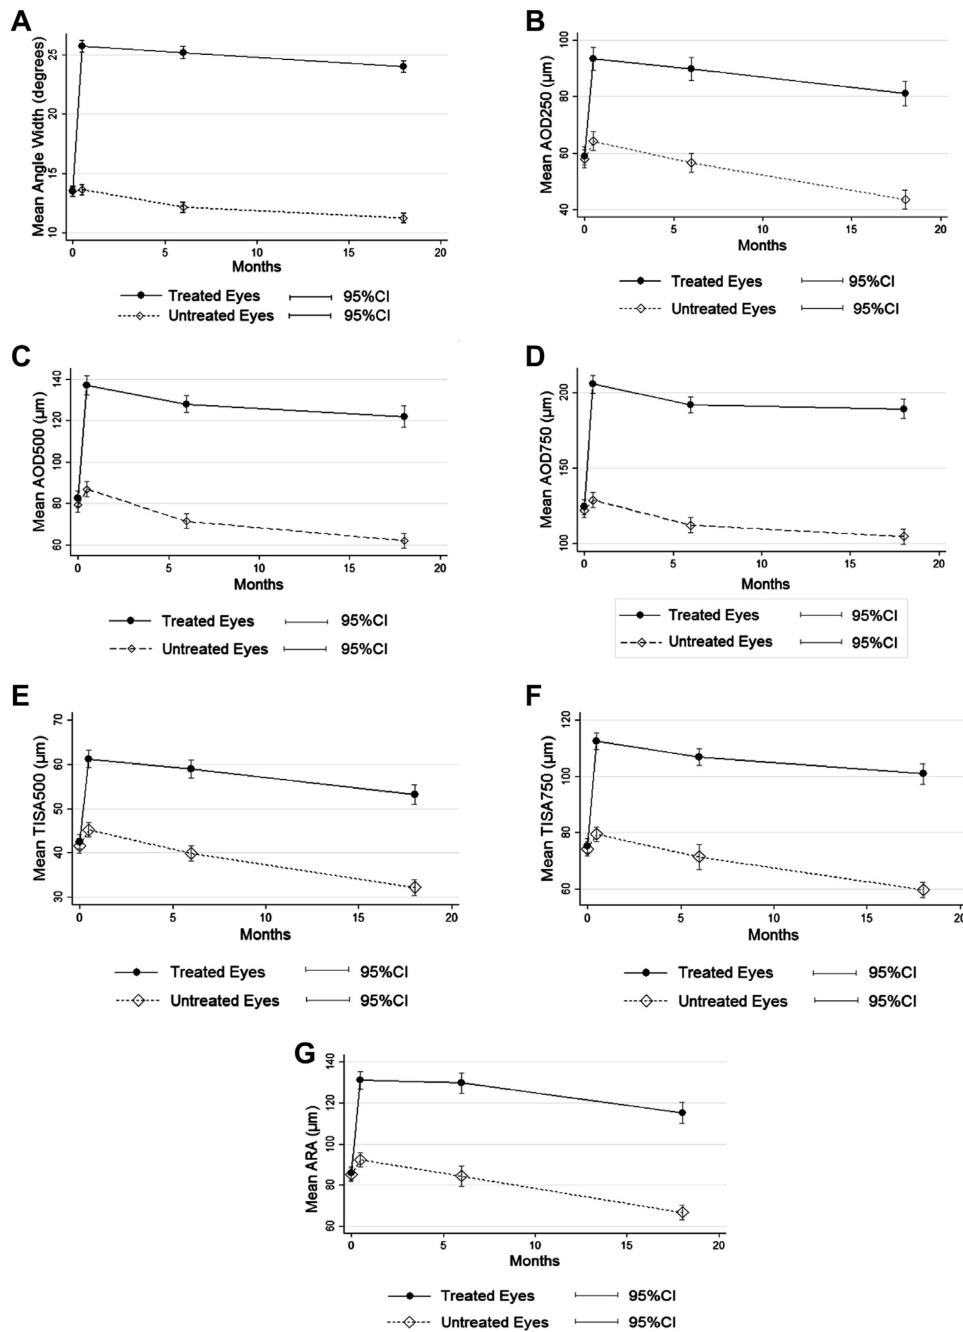 A
Mean Angle Width (degrees)
25
20
15
10
0 5 10 15 20
Months
Treated Eyes 95%CI
Untreated Eyes 95%CI
B
Mean AOD250 (µm)
100
80
60
40
0 5 10 15 20
Months
Treated Eyes 95%CI
Untreated Eyes 95%CI
C
Mean AOD500 (µm)
140
120
100
80
60
0 5 10 15 20
Months
Treated Eyes 95%CI
Untreated Eyes 95%CI
D
Mean AOD750 (µm)
200
150
100
0 5 10 15 20
Months
Treated Eyes 95%CI
Untreated Eyes 95%CI
E
Mean TISA500 (µm)
70
60
50
40
30
0 5 10 15 20
Months
Treated Eyes 95%CI
Untreated Eyes 95%CI
F
Mean TISA750 (µm)
120
100
80
60
0 5 10 15 20
Months
Treated Eyes 95%CI
Untreated Eyes 95%CI
G
Mean ARA (µm)
140
120
100
80
60
0 5 10 15 20
Months
Treated Eyes 95%CI
Untreated Eyes 95%CI